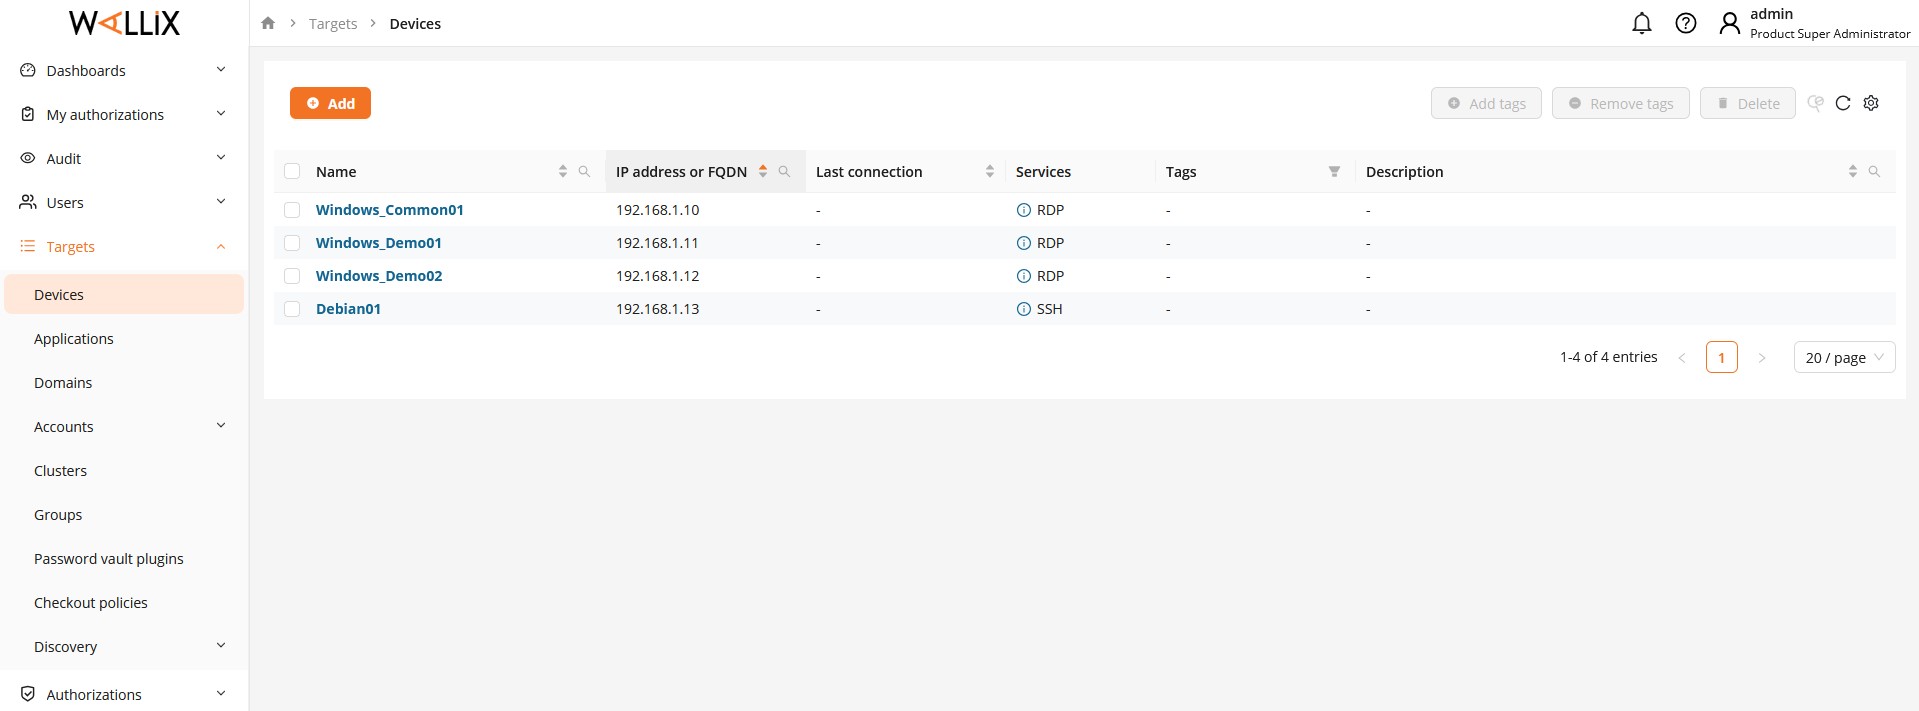 WALLIX
Targets
Devices
admin
Product Super Administrator
Dashboards
My authorizations
Audit
Users
Targets
Devices
Applications
Domains
Accounts
Clusters
Groups
Password vault plugins
Checkout policies
Discovery
Authorizations
Add
Add tags
Remove tags
Delete
Name IP address or FQDN Last connection Services Tags Description
Windows_Common01 192.168.1.10 - RDP - -
Windows_Demo01 192.168.1.11 - RDP - -
Windows_Demo02 192.168.1.12 - RDP - -
Debian01 192.168.1.13 - SSH - -
1-4 of 4 entries 1 20 / page